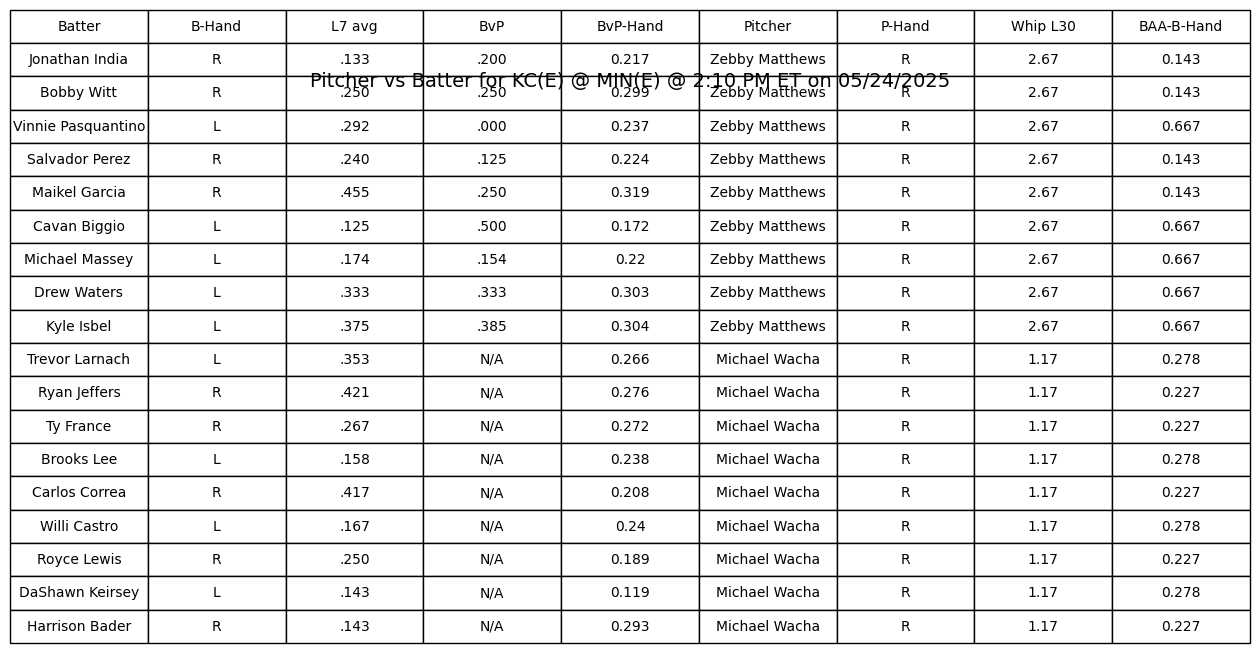 Batter B-Hand L7 avg BvP BvP-Hand Pitcher P-Hand Whip L30 BAA-B-Hand
Jonathan India R .133 .200 0.217 Zebby Matthews R 2.67 0.143
Pitcher vs Batter for KC(E) @ MIN(E) @ 2:10 PM ET on 05/24/2025
Bobby Witt R .250 .250 0.299 Zebby Matthews R 2.67 0.143
Vinnie Pasquantino L .292 .000 0.237 Zebby Matthews R 2.67 0.667
Salvador Perez R .240 .125 0.224 Zebby Matthews R 2.67 0.143
Maikel Garcia R .455 .250 0.319 Zebby Matthews R 2.67 0.143
Cavan Biggio L .125 .500 0.172 Zebby Matthews R 2.67 0.667
Michael Massey L .174 .154 0.22 Zebby Matthews R 2.67 0.667
Drew Waters L .333 .333 0.303 Zebby Matthews R 2.67 0.667
Kyle Isbel L .375 .385 0.304 Zebby Matthews R 2.67 0.667
Trevor Larnach L .353 N/A 0.266 Michael Wacha R 1.17 0.278
Ryan Jeffers R .421 N/A 0.276 Michael Wacha R 1.17 0.227
Ty France R .267 N/A 0.272 Michael Wacha R 1.17 0.227
Brooks Lee L .158 N/A 0.238 Michael Wacha R 1.17 0.278
Carlos Correa R .417 N/A 0.208 Michael Wacha R 1.17 0.227
Willi Castro L .167 N/A 0.24 Michael Wacha R 1.17 0.278
Royce Lewis R .250 N/A 0.189 Michael Wacha R 1.17 0.227
DaShawn Keirsey L .143 N/A 0.119 Michael Wacha R 1.17 0.278
Harrison Bader R .143 N/A 0.293 Michael Wacha R 1.17 0.227